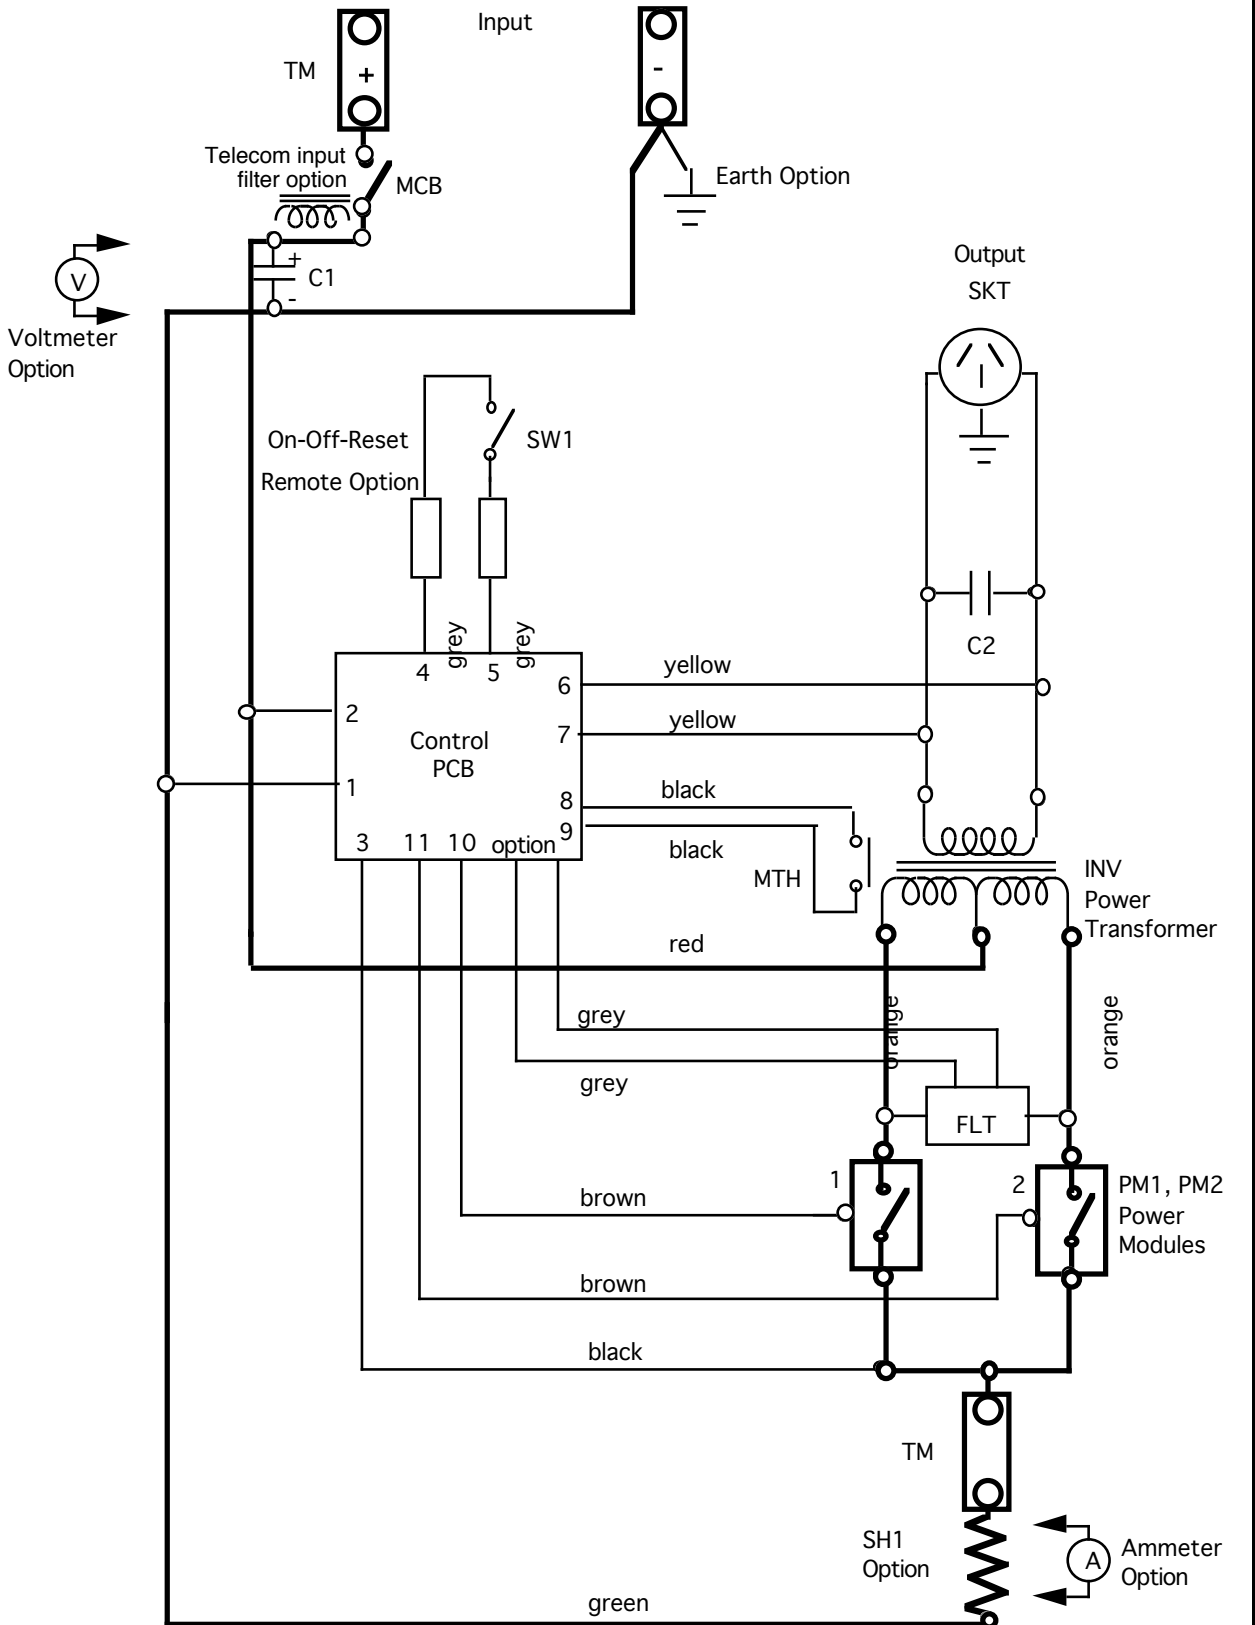 Input
TM
+
-
Telecom input
filter option
MCB
Earth Option
Output
SKT
+
C1
-
V
Voltmeter
Option
On-Off-Reset
Remote Option
SW1
C2
grey
grey
4
5
6
yellow
2
7
yellow
Control
PCB
1
8
black
9
black
3
11
10
option
MTH
INV
Power
Transformer
red
orange
orange
grey
grey
FLT
1
2
PM1, PM2
Power
Modules
brown
brown
black
TM
SH1
Option
A
Ammeter
Option
green